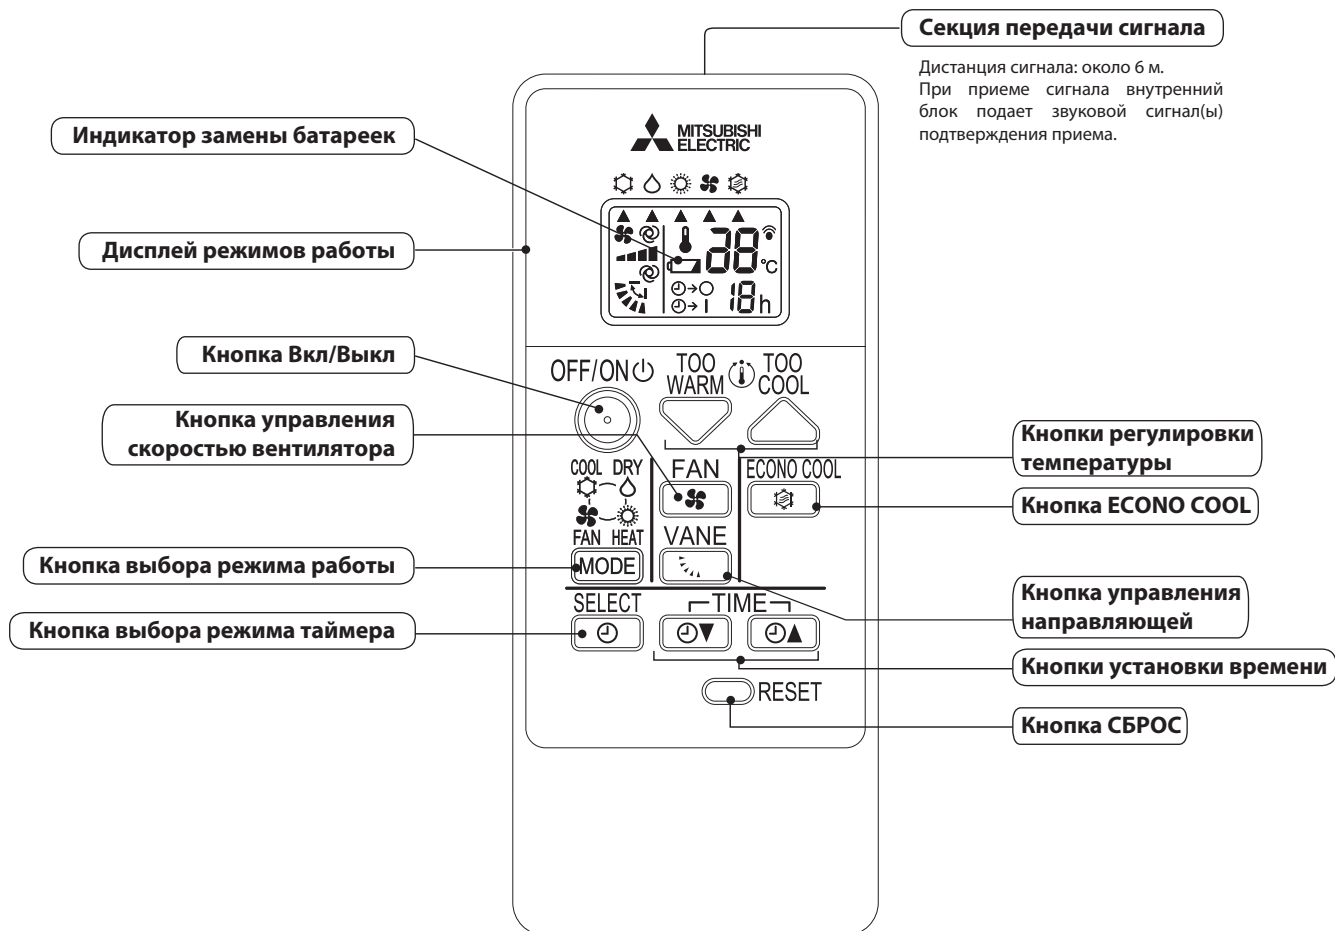 Секция передачи сигнала
Дистанция сигнала: около 6 м.
При приеме сигнала внутренний
блок подает звуковой сигнал(ы)
подтверждения приема.
Индикатор замены батареек
Дисплей режимов работы
Кнопка Вкл/Выкл
Кнопка управления
скоростью вентилятора
Кнопка выбора режима работы
Кнопка выбора режима таймера
MITSUBISHI
ELECTRIC
38 °C
18 h
OFF/ON
TOO
WARM
TOO
COOL
COOL DRY
FAN HEAT
MODE
FAN
VANE
ECONO COOL
SELECT
TIME
RESET
Кнопки регулировки
температуры
Кнопка ECONO COOL
Кнопка управления
направляющей
Кнопки установки времени
Кнопка СБРОС